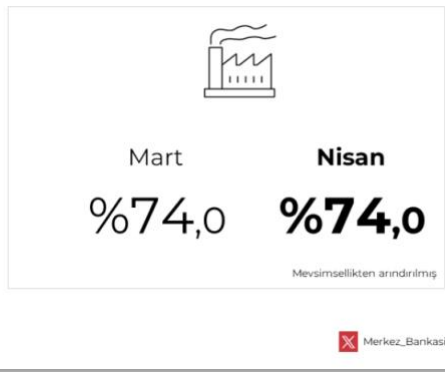 Mart Nisan
%74,0 %74,0
Mevsimsellikten arındırılmış
Merkez_Bankasi